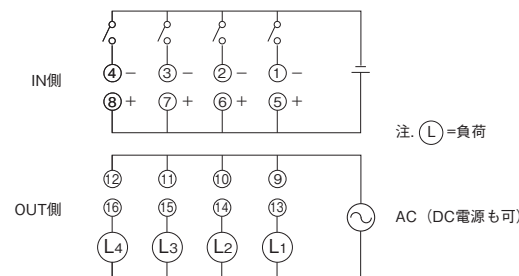 ④ − ③ − ② − ① −
IN側
⑧ + ⑦ + ⑥ + ⑤ +
注. Ⓛ =負荷
⑫ ⑪ ⑩ ⑨
OUT側
⑯ ⑮ ⑭ ⑬
AC（DC電源も可）
L4 L3 L2 L1